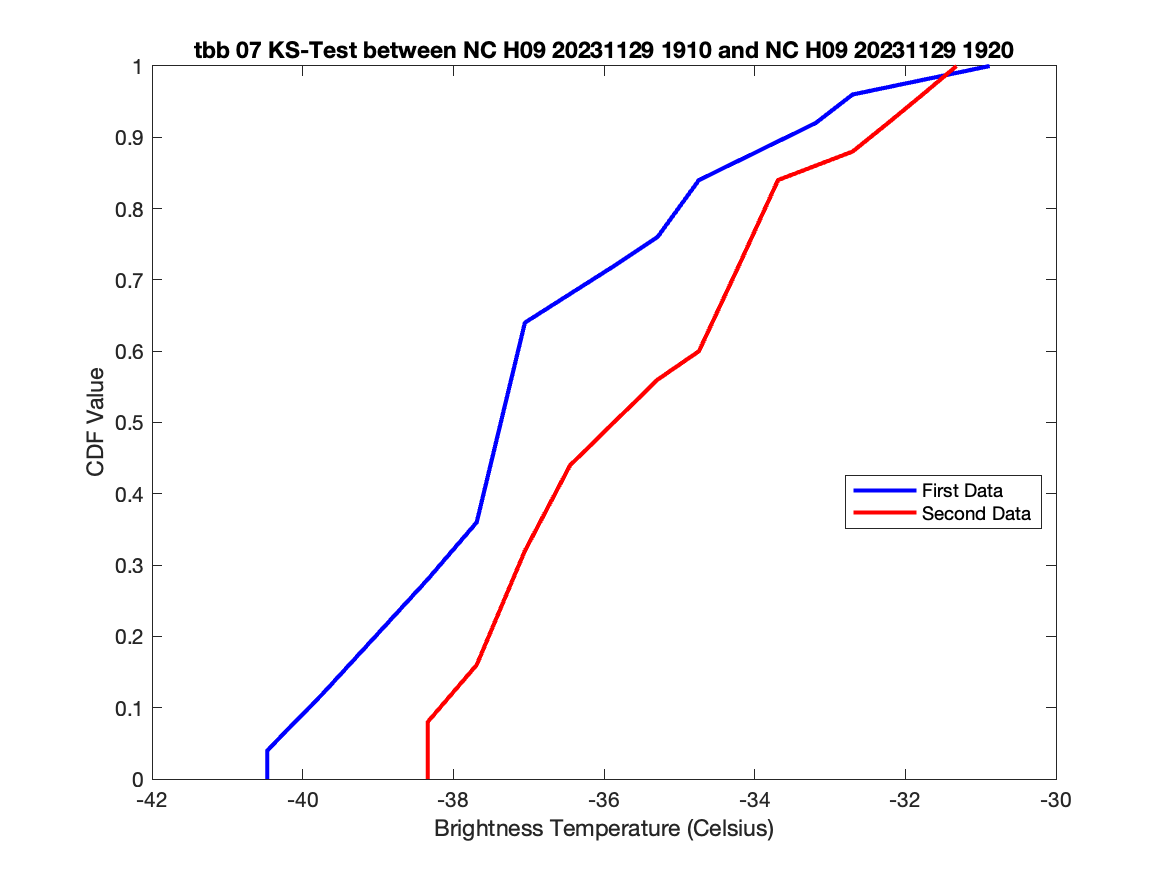 tbb 07 KS-Test between NC H09 20231129 1910 and NC H09 20231129 1920
1
0.9
0.8
0.7
0.6
0.5
0.4
0.3
0.2
0.1
0
CDF Value
First Data
Second Data
-42 -40 -38 -36 -34 -32 -30
Brightness Temperature (Celsius)